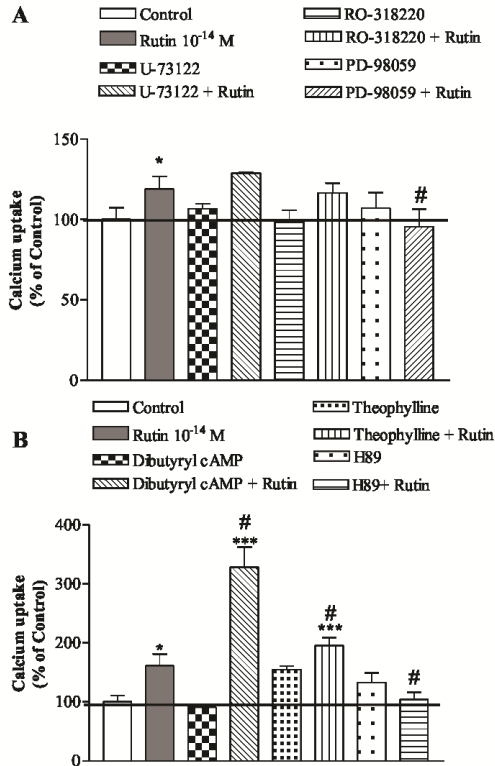 A
Control
Rutin 10-14 M
U-73122
U-73122 + Rutin
RO-318220
RO-318220 + Rutin
PD-98059
PD-98059 + Rutin
Calcium uptake
(% of Control)
150
100
50
0
*
#
B
Control
Rutin 10-14 M
Dibutyryl cAMP
Dibutyryl cAMP + Rutin
Theophylline
Theophylline + Rutin
H89
H89+ Rutin
Calcium uptake
(% of Control)
400
300
200
100
0
*
#
***
#
***
#